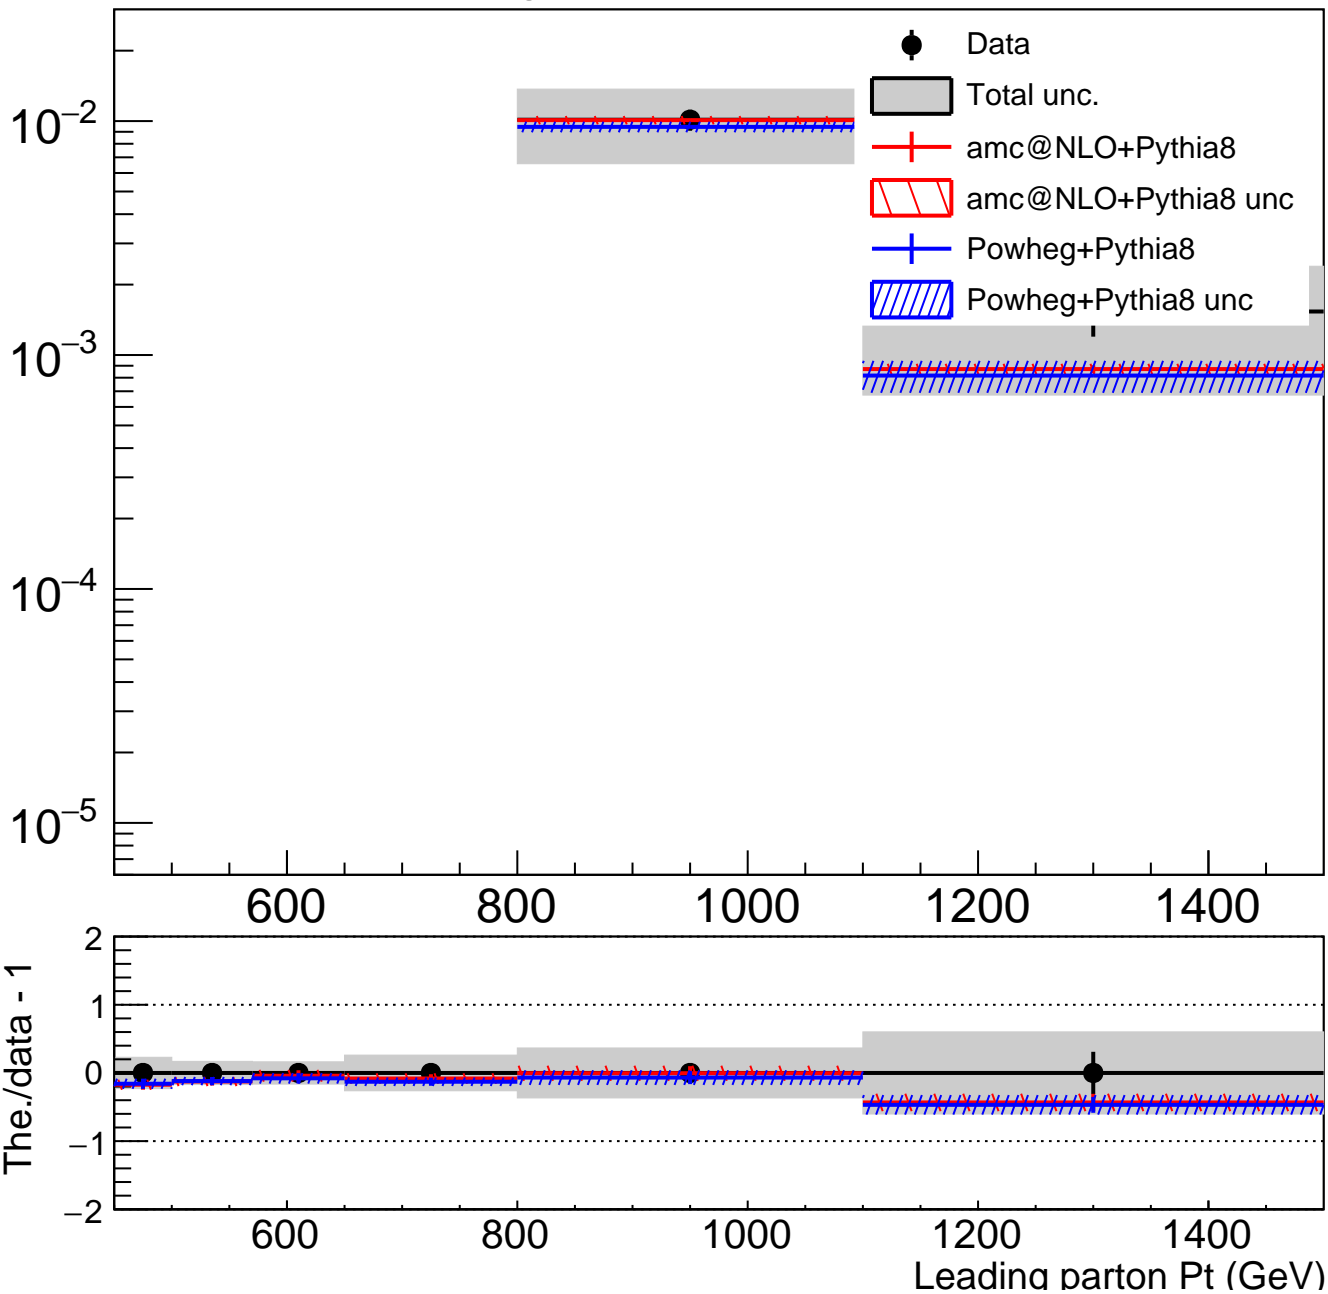 Data
Total unc.
amc@NLO+Pythia8
amc@NLO+Pythia8 unc
Powheg+Pythia8
Powheg+Pythia8 unc
10⁻²
10⁻³
10⁻⁴
10⁻⁵
600 800 1000 1200 1400
The./data - 1
2
1
0
−1
−2
600 800 1000 1200 1400
Leading parton Pt (GeV)